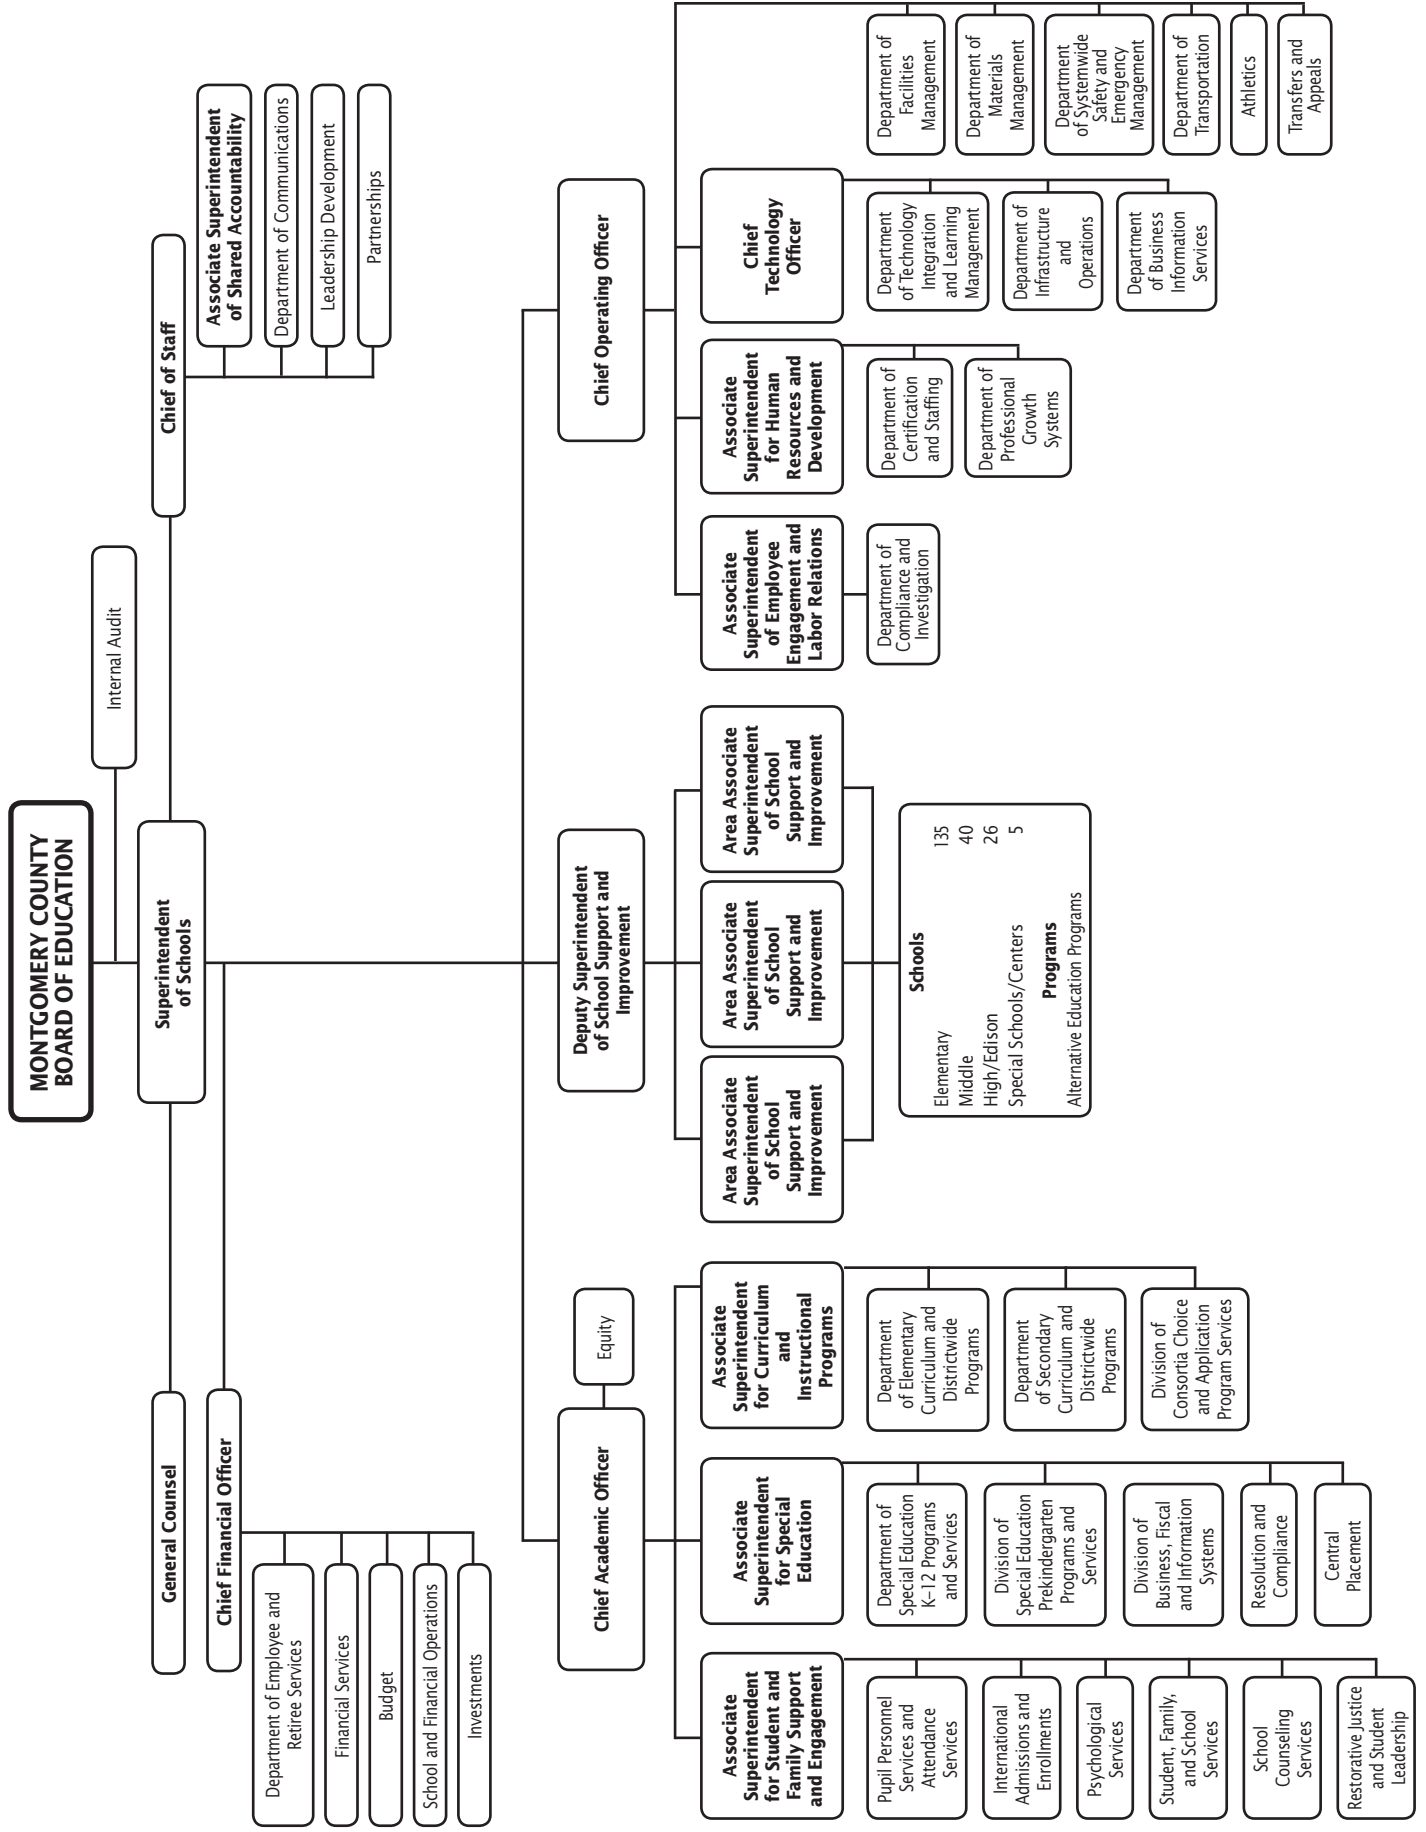 MONTGOMERY COUNTY
BOARD OF EDUCATION
Internal Audit
Superintendent
of Schools
General Counsel
Chief of Staff
Associate Superintendent
of Shared Accountability
Department of Communications
Leadership Development
Partnerships
Chief Financial Officer
Department of Employee and
Retiree Services
Financial Services
Budget
School and Financial Operations
Investments
Chief Academic Officer
Equity
Deputy Superintendent
of School Support and
Improvement
Chief Operating Officer
Associate
Superintendent
for Student and
Family Support
and Engagement
Pupil Personnel
Services and
Attendance
Services
International
Admissions and
Enrollments
Psychological
Services
Student, Family,
and School
Services
School
Counseling
Services
Restorative Justice
and Student
Leadership
Associate
Superintendent
for Special
Education
Department of
Special Education
K–12 Programs
and Services
Division of
Special Education
Prekindergarten
Programs and
Services
Division of
Business, Fiscal
and Information
Systems
Resolution and
Compliance
Central
Placement
Associate
Superintendent
for Curriculum
and
Instructional
Programs
Department
of Elementary
Curriculum and
Districtwide
Programs
Department
of Secondary
Curriculum and
Districtwide
Programs
Division of
Consortia Choice
and Application
Program Services
Area Associate
Superintendent
of School
Support and
Improvement
Area Associate
Superintendent
of School
Support and
Improvement
Area Associate
Superintendent
of School
Support and
Improvement
Schools
Elementary 135
Middle 40
High/Edison 26
Special Schools/Centers 5
Programs
Alternative Education Programs
Associate
Superintendent
of Employee
Engagement and
Labor Relations
Department of
Compliance and
Investigation
Associate
Superintendent
for Human
Resources and
Development
Department of
Certification
and Staffing
Department of
Professional
Growth
Systems
Chief
Technology
Officer
Department
of Technology
Integration
and Learning
Management
Department of
Infrastructure
and
Operations
Department
of Business
Information
Services
Department of
Facilities
Management
Department of
Materials
Management
Department
of Systemwide
Safety and
Emergency
Management
Department of
Transportation
Athletics
Transfers and
Appeals